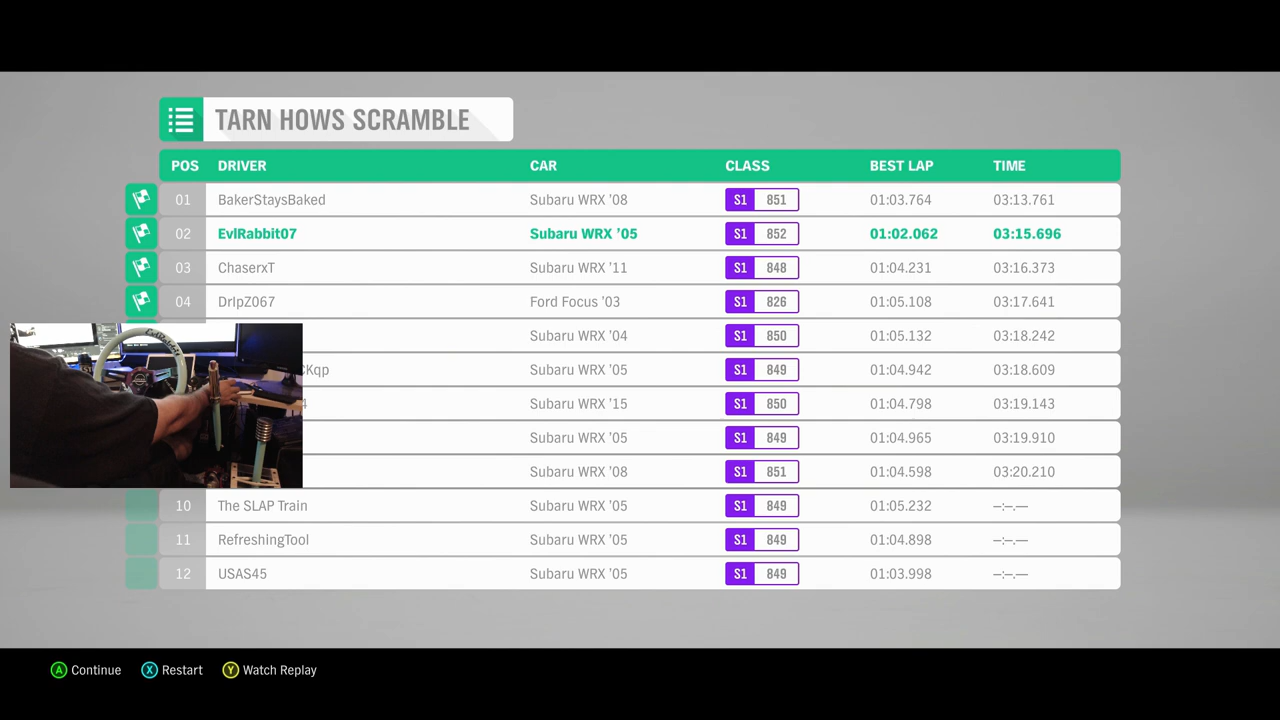 TARN HOWS SCRAMBLE
POS DRIVER CAR CLASS BEST LAP TIME
01 BakerStaysBaked Subaru WRX '08 S1 851 01:03.764 03:13.761
02 EvlRabbit07 Subaru WRX '05 S1 852 01:02.062 03:15.696
03 ChaserxT Subaru WRX '11 S1 848 01:04.231 03:16.373
04 DrIpZ067 Ford Focus '03 S1 826 01:05.108 03:17.641
Subaru WRX '04 S1 850 01:05.132 03:18.242
CKqp Subaru WRX '05 S1 849 01:04.942 03:18.609
4 Subaru WRX '15 S1 850 01:04.798 03:19.143
Subaru WRX '05 S1 849 01:04.965 03:19.910
Subaru WRX '08 S1 851 01:04.598 03:20.210
10 The SLAP Train Subaru WRX '05 S1 849 01:05.232 --:--.---
11 RefreshingTool Subaru WRX '05 S1 849 01:04.898 --:--.---
12 USAS45 Subaru WRX '05 S1 849 01:03.998 --:--.---
A Continue X Restart Y Watch Replay